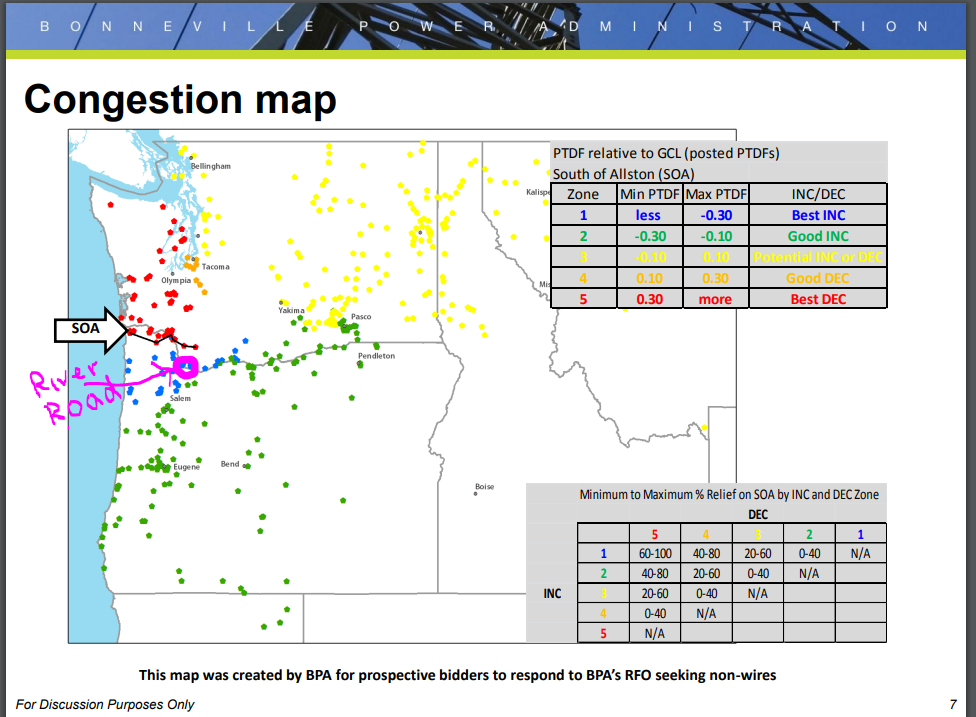 BONNEVILLE POWER ADMINISTRATION
Congestion map
Bellingham
Kalispe
Tacoma
Olympia
Mis
Yakima
Pasco
SOA
Pendleton
River
Road
Salem
Eugene
Bend
Boise
PTDF relative to GCL (posted PTDFs)
South of Allston (SOA)
Zone Min PTDF Max PTDF INC/DEC
1 less -0.30 Best INC
2 -0.30 -0.10 Good INC
3 -0.10 0.10 Potential INC or DEC
4 0.10 0.30 Good DEC
5 0.30 more Best DEC
Minimum to Maximum % Relief on SOA by INC and DEC Zone
DEC
5 4 3 2 1
1 60-100 40-80 20-60 0-40 N/A
2 40-80 20-60 0-40 N/A
INC 3 20-60 0-40 N/A
4 0-40 N/A
5 N/A
This map was created by BPA for prospective bidders to respond to BPA's RFO seeking non-wires
For Discussion Purposes Only 7